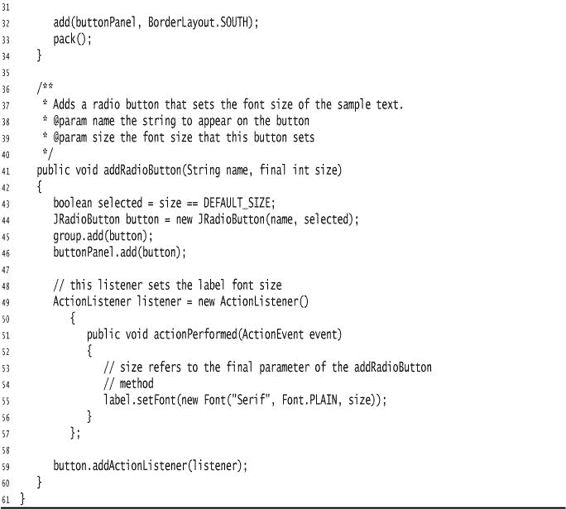 31
32 add(buttonPanel, BorderLayout.SOUTH);
33 pack();
34 }
35
36 /**
37 * Adds a radio button that sets the font size of the sample text.
38 * @param name the string to appear on the button
39 * @param size the font size that this button sets
40 */
41 public void addRadioButton(String name, final int size)
42 {
43 boolean selected = size == DEFAULT_SIZE;
44 JRadioButton button = new JRadioButton(name, selected);
45 group.add(button);
46 buttonPanel.add(button);
47
48 // this listener sets the label font size
49 ActionListener listener = new ActionListener()
50 {
51 public void actionPerformed(ActionEvent event)
52 {
53 // size refers to the final parameter of the addRadioButton
54 // method
55 label.setFont(new Font("Serif", Font.PLAIN, size));
56 }
57 };
58
59 button.addActionListener(listener);
60 }
61 }